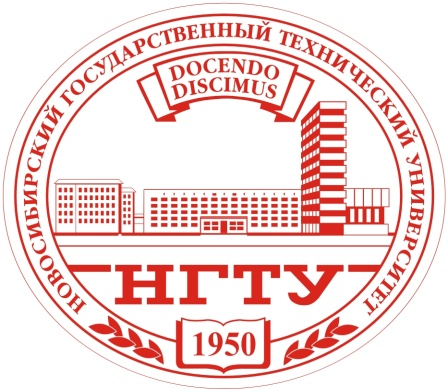 НОВОСИБИРСКИЙ ГОСУДАРСТВЕННЫЙ ТЕХНИЧЕСКИЙ УНИВЕРСИТЕТ
DOCENDO
DISCIMUS
НГТУ
1950